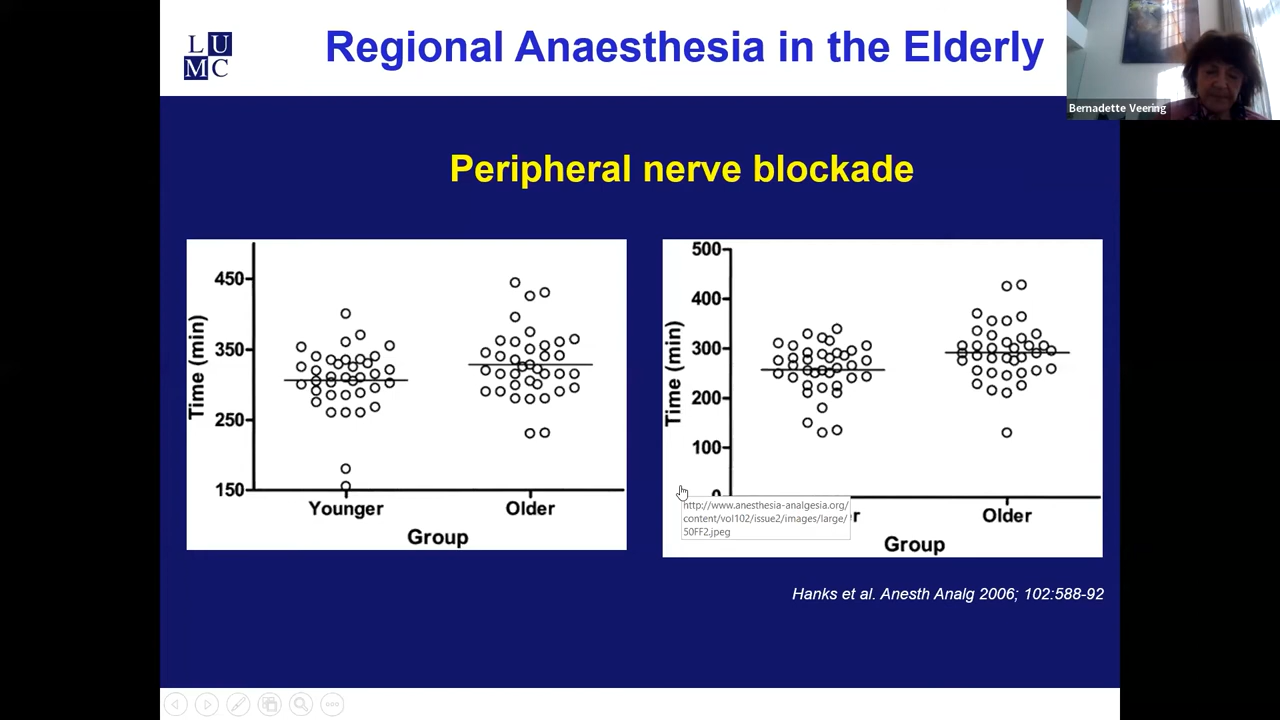 L U
M C
Regional Anaesthesia in the Elderly
Bernadette Veering
Peripheral nerve blockade
Time (min)
450
350
250
150
Younger
Older
Group
Time (min)
500
400
300
200
100
0
r
Older
Group
http://www.anesthesia-analgesia.org/
content/vol102/issue2/images/large/
50FF2.jpeg
Hanks et al. Anesth Analg 2006; 102:588-92